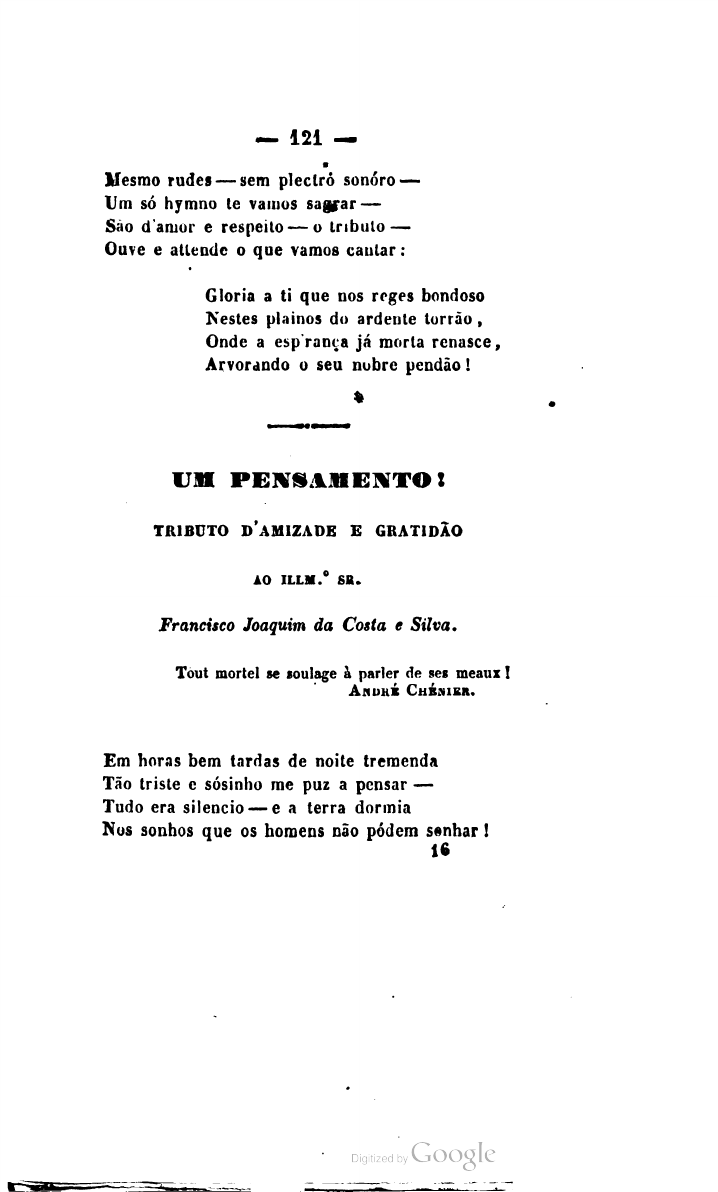 — 121 —
Mesmo rudes — sem plectró sonóro —
Um só hymno te vamos sagrar —
São d'amor e respeito — o tributo —
Ouve e attende o que vamos cantar :
Gloria a ti que nos reges bondoso
Nestes plainos do ardente torrão ,
Onde a esp'rança já morta renasce ,
Arvorando o seu nobre pendão !
UM PENSAMENTO !
TRIBUTO D'AMIZADE E GRATIDÃO
AO ILLM.º SR.
Francisco Joaquim da Costa e Silva.
Tout mortel se soulage à parler de ses meaux !
ANDRÉ CHÉNIER.
Em horas bem tardas de noite tremenda
Tão triste e sósinho me puz a pensar —
Tudo era silencio — e a terra dormia
Nos sonhos que os homens não pódem sonhar !
16
Digitized by Google